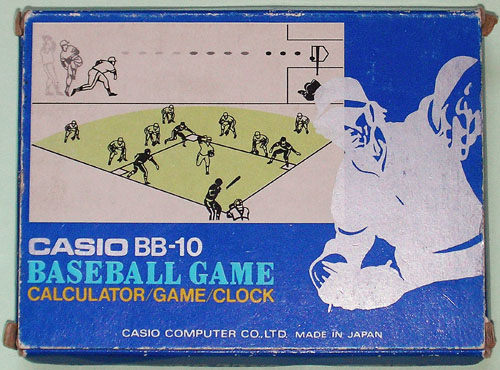 CASIO BB-10
BASEBALL GAME
CALCULATOR/GAME/CLOCK
CASIO COMPUTER CO.,LTD. MADE IN JAPAN